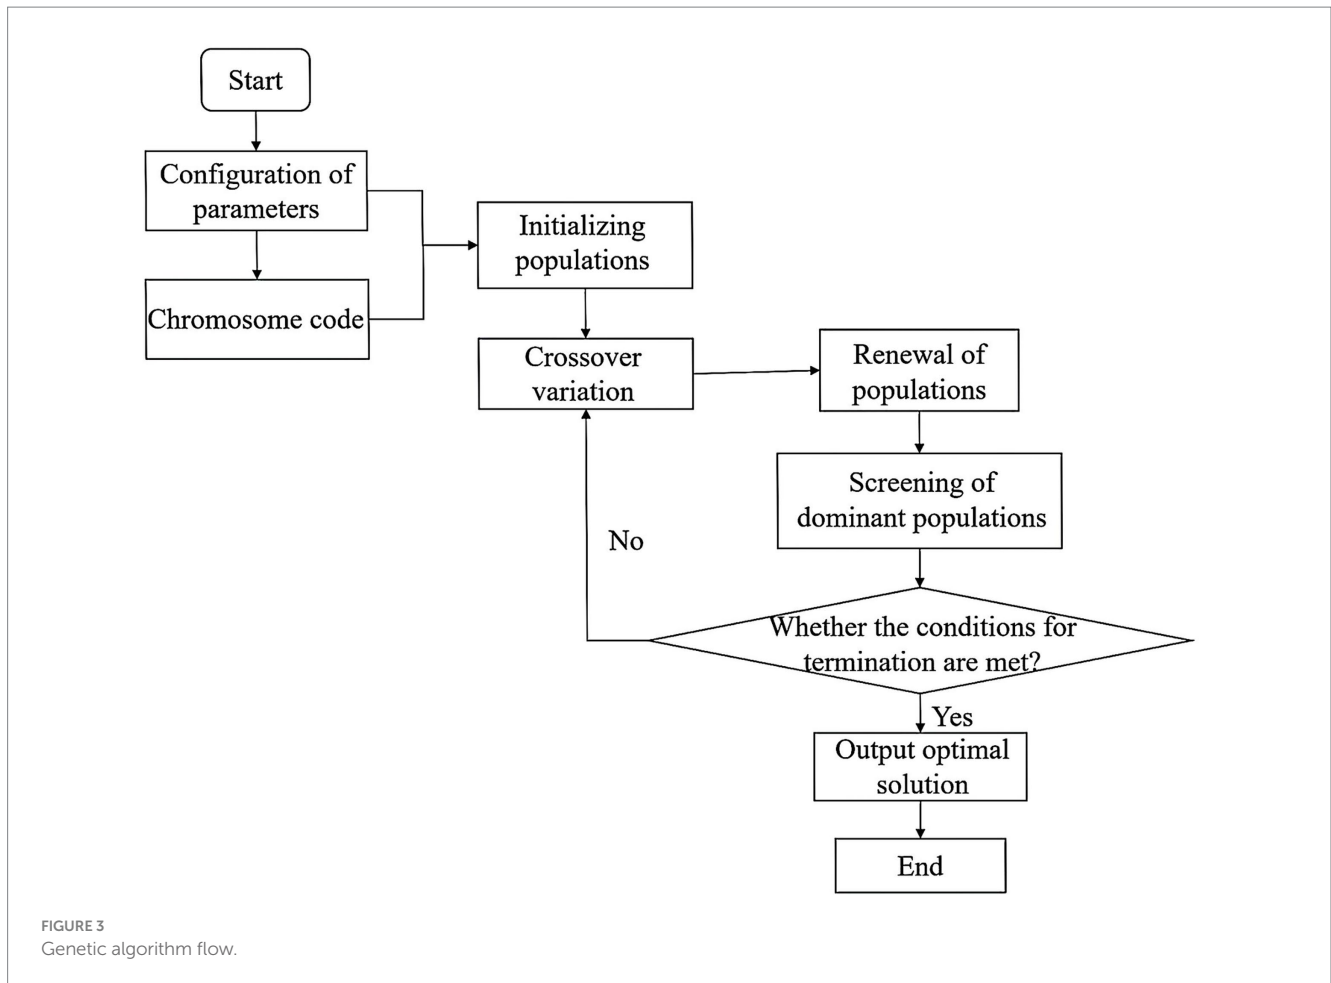 Start
Configuration of
parameters
Chromosome code
Initializing
populations
Crossover
variation
Renewal of
populations
Screening of
dominant populations
No
Whether the conditions for
termination are met?
Yes
Output optimal
solution
End
FIGURE 3
Genetic algorithm flow.